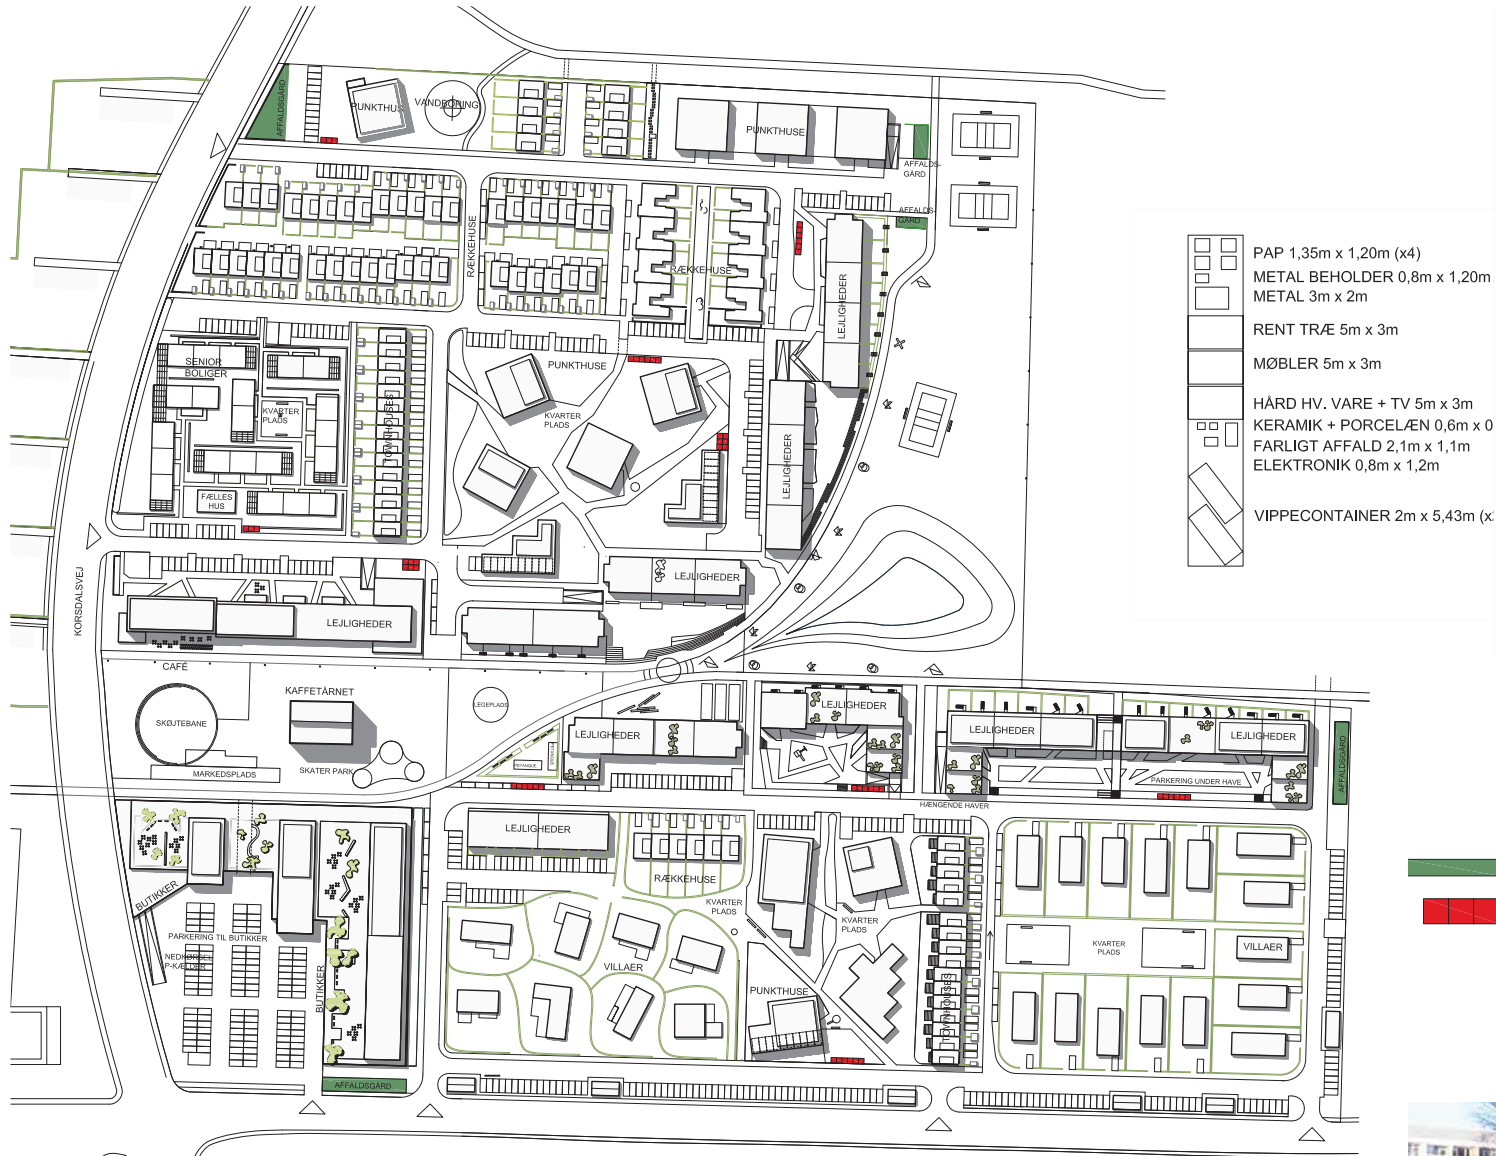 AFFALDSGÅRD
PUNKTHUS
VANDBORING
PUNKTHUSE
AFFALDS-
GÅRD
AFFALDS-
GÅRD
RÆKKEHUSE
RÆKKEHUSE
LEJLIGHEDER
SENIOR
BOLIGER
KVARTER
PLADS
TOWNHOUSES
PUNKTHUSE
KVARTER
PLADS
LEJLIGHEDER
FÆLLES
HUS
LEJLIGHEDER
LEJLIGHEDER
KORSDALSVEJ
CAFÉ
KAFFETÅRNET
SKØJTEBANE
LEGEPLADS
SKATER PARK
MARKEDSPLADS
PETANQUE
LEJLIGHEDER
LEJLIGHEDER
LEJLIGHEDER
LEJLIGHEDER
PARKERING UNDER HAVE
HÆNGENDE HAVER
AFFALDSGÅRD
LEJLIGHEDER
RÆKKEHUSE
KVARTER
PLADS
KVARTER
PLADS
BUTIKKER
PARKERING TIL BUTIKKER
NEDKØRSEL
P-KÆLDER
BUTIKKER
VILLAER
PUNKTHUSE
TOWNHOUSES
KVARTER
PLADS
VILLAER
AFFALDSGÅRD
PAP 1,35m x 1,20m (x4)
METAL BEHOLDER 0,8m x 1,20m
METAL 3m x 2m
RENT TRÆ 5m x 3m
MØBLER 5m x 3m
HÅRD HV. VARE + TV 5m x 3m
KERAMIK + PORCELÆN 0,6m x 0
FARLIGT AFFALD 2,1m x 1,1m
ELEKTRONIK 0,8m x 1,2m
VIPPECONTAINER 2m x 5,43m (x